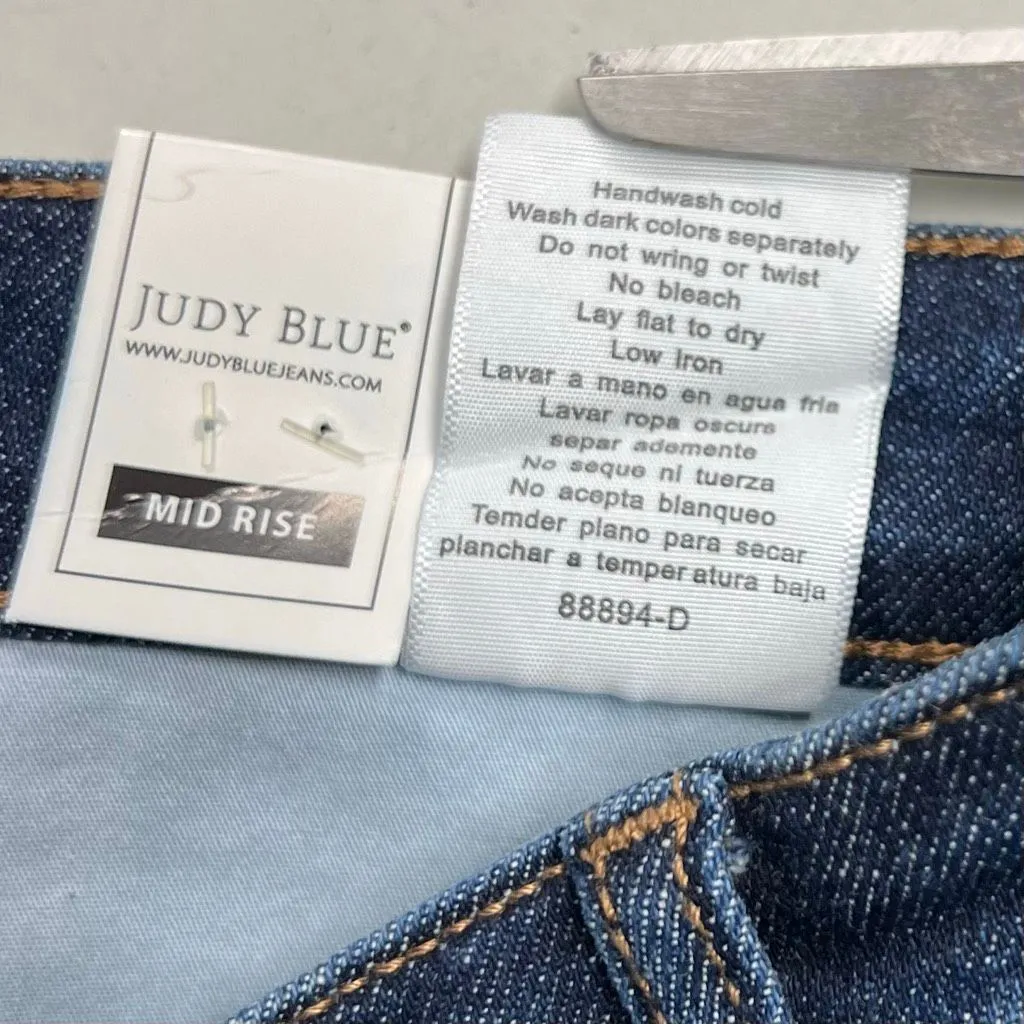 JUDY BLUE®
WWW.JUDYBLUEJEANS.COM
MID RISE
Handwash cold
Wash dark colors separately
Do not wring or twist
No bleach
Lay flat to dry
Low iron
Lavar a mano en agua fria
Lavar ropa oscura
separ ademente
No seque ni tuerza
No acepta blanqueo
Temder plano para secar
planchar a temper atura baja
88894-D